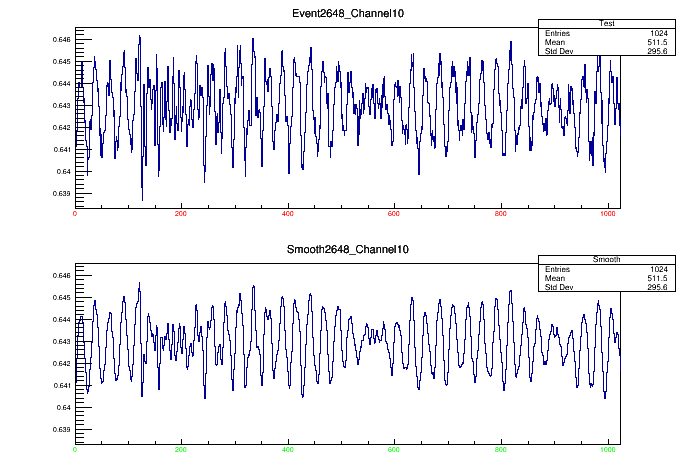 Event2648_Channel10
Test
Entries 1024
Mean 511.5
Std Dev 295.6
0.646
0.645
0.644
0.643
0.642
0.641
0.64
0.639
0 200 400 600 800 1000
Smooth2648_Channel10
Smooth
Entries 1024
Mean 511.5
Std Dev 295.6
0.646
0.645
0.644
0.643
0.642
0.641
0.64
0.639
0 200 400 600 800 1000